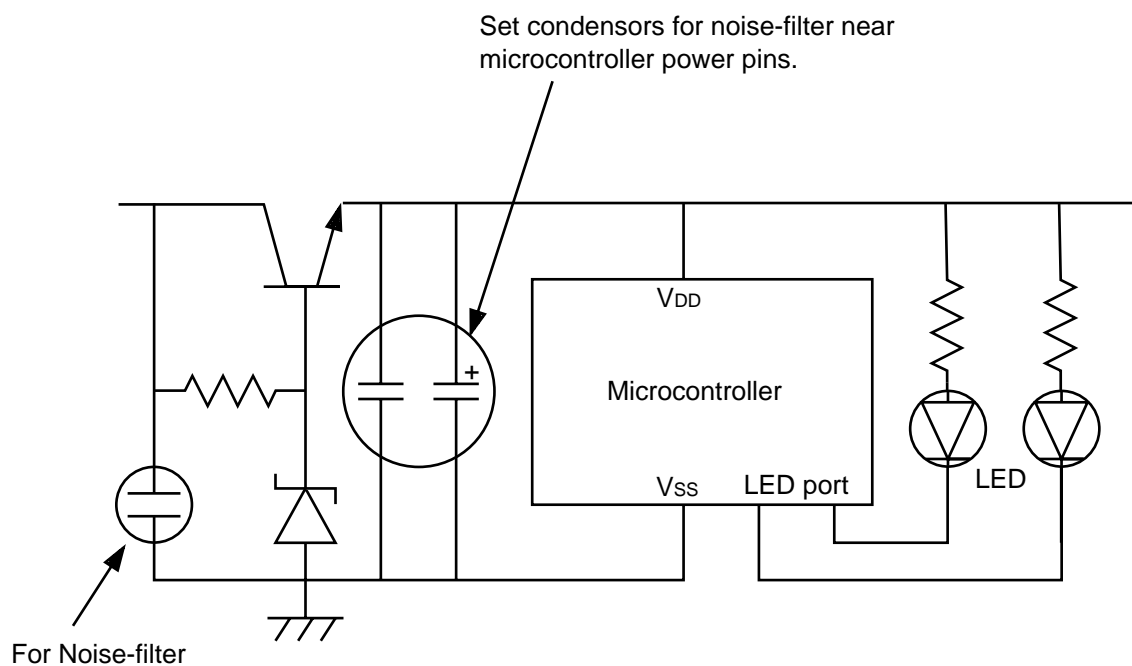 Set condensors for noise-filter near
microcontroller power pins.
VDD
+
Microcontroller
VSS
LED port
LED
For Noise-filter